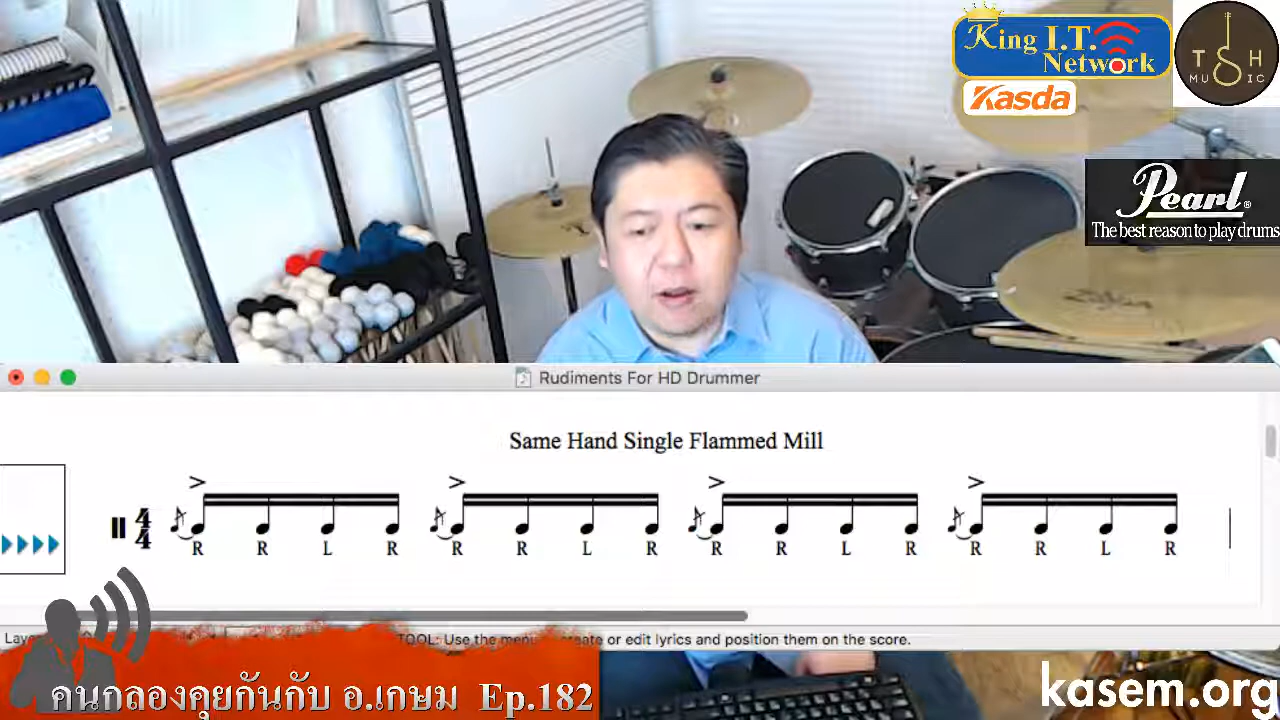 King I.T.
Network
Kasda
T H
MUSIC
Pearl®
The best reason to play drums
Rudiments For HD Drummer
Same Hand Single Flammed Mill
> > > >
4
4
R R L R R R L R R R L R R R L R
TOOL: Use the menu to create or edit lyrics and position them on the score.
คนกลองคุยกันกับ อ.เกษม Ep.182
kasem.org